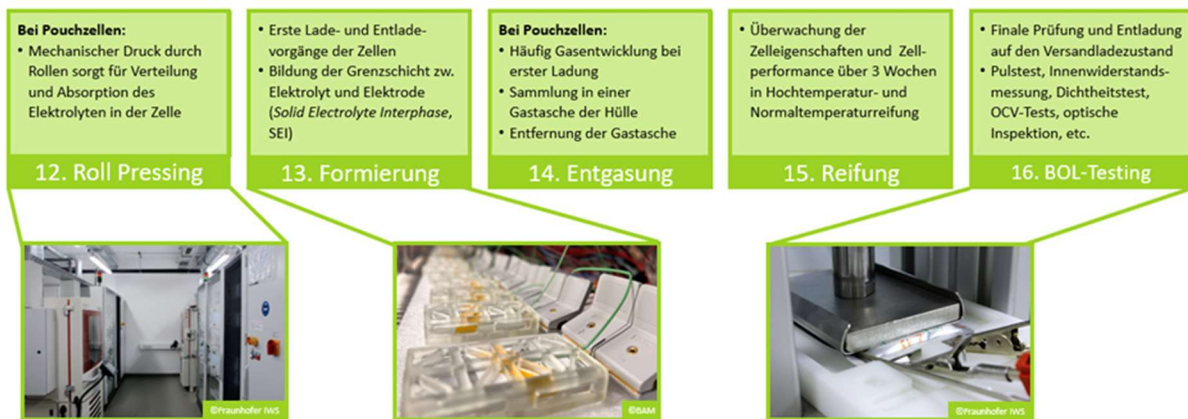 Bei Pouchzellen:
• Mechanischer Druck durch
Rollen sorgt für Verteilung
und Absorption des
Elektrolyten in der Zelle
12. Roll Pressing
• Erste Lade- und Entlade-
vorgänge der Zellen
• Bildung der Grenzschicht zw.
Elektrolyt und Elektrode
(Solid Electrolyte Interphase,
SEI)
13. Formierung
Bei Pouchzellen:
• Häufig Gasentwicklung bei
erster Ladung
• Sammlung in einer
Gastasche der Hülle
• Entfernung der Gastasche
14. Entgasung
• Überwachung der
Zelleigenschaften und Zell-
performance über 3 Wochen
in Hochtemperatur- und
Normaltemperaturreifung
15. Reifung
• Finale Prüfung und Entladung
auf den Versandladezustand
• Pulstest, Innenwiderstands-
messung, Dichtheitstest,
OCV-Tests, optische
Inspektion, etc.
16. BOL-Testing
©Fraunhofer IWS
©BAM
©Fraunhofer IWS